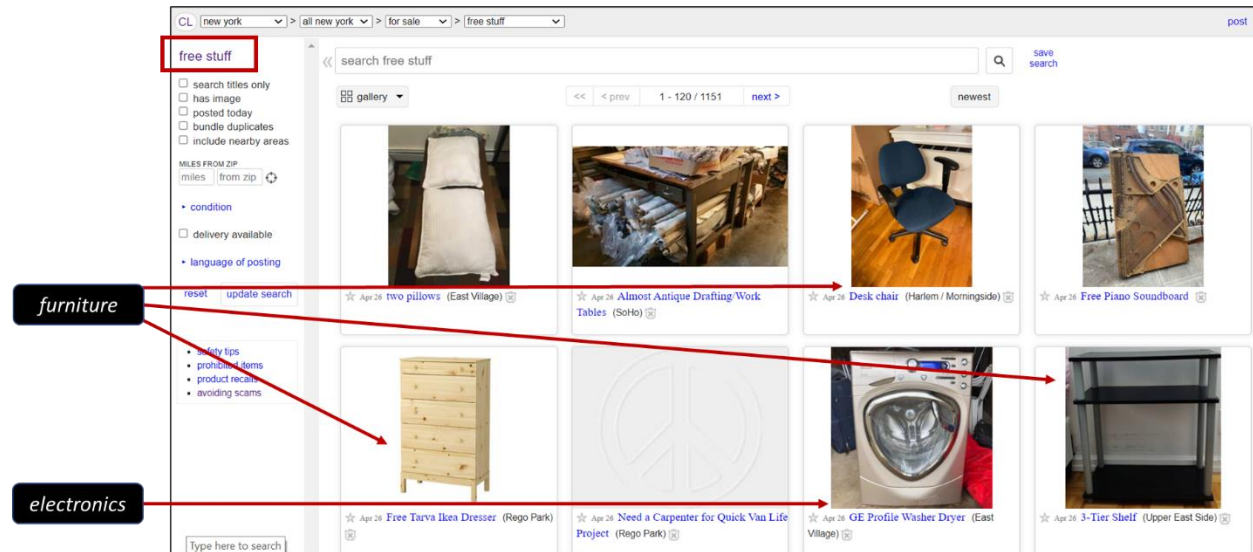 CL new york > all new york > for sale > free stuff post
free stuff
search titles only
has image
posted today
bundle duplicates
include nearby areas
MILES FROM ZIP
miles from zip
condition
delivery available
language of posting
reset update search
safety tips
prohibited items
product recalls
avoiding scams
Type here to search
furniture
electronics
search free stuff
save
search
gallery << < prev 1 - 120 / 1151 next > newest
Apr 26 two pillows (East Village)
Apr 26 Almost Antique Drafting/Work
Tables (SoHo)
Apr 26 Desk chair (Harlem / Morningside)
Apr 26 Free Piano Soundboard
Apr 26 Free Tarva Ikea Dresser (Rego Park)
Apr 26 Need a Carpenter for Quick Van Life
Project (Rego Park)
Apr 26 GE Profile Washer Dryer (East
Village)
Apr 26 3-Tier Shelf (Upper East Side)